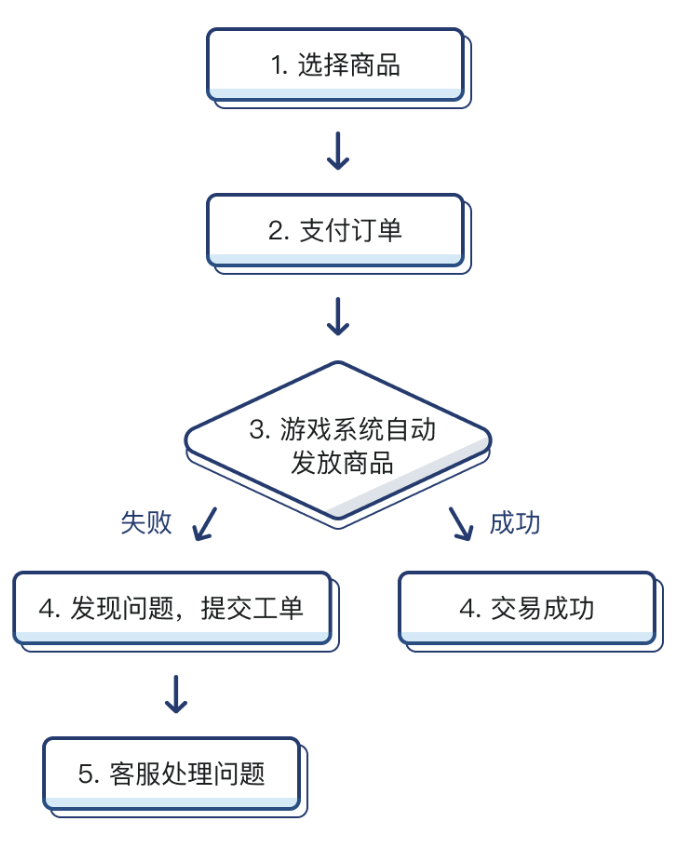 1. 选择商品
2. 支付订单
3. 游戏系统自动
发放商品
失败
成功
4. 发现问题，提交工单
4. 交易成功
5. 客服处理问题